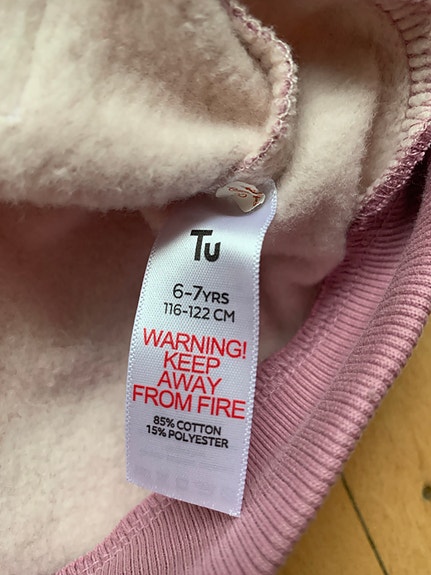 Tu
6-7YRS
116-122 CM
WARNING!
KEEP
AWAY
FROM FIRE
85% COTTON
15% POLYESTER